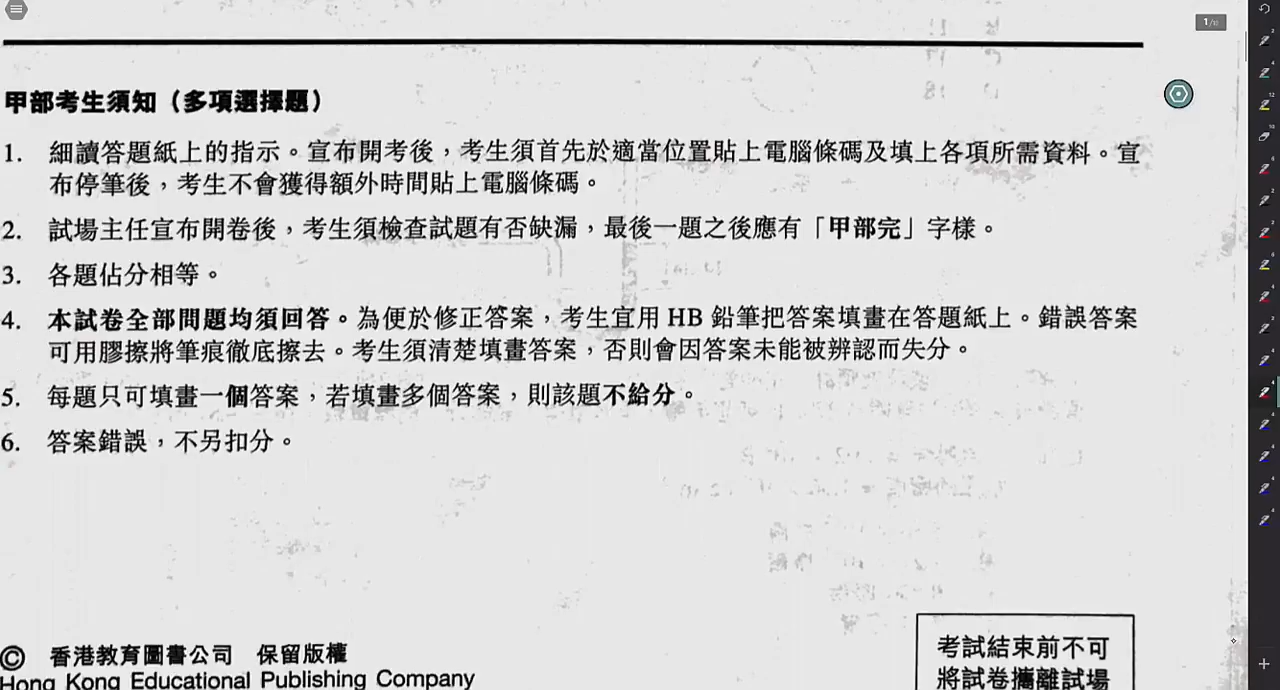 1/12
甲部考生須知（多項選擇題）
1. 細讀答題紙上的指示。宣布開考後，考生須首先於適當位置貼上電腦條碼及填上各項所需資料。宣
布停筆後，考生不會獲得額外時間貼上電腦條碼。
2. 試場主任宣布開卷後，考生須檢查試題有否缺漏，最後一題之後應有「甲部完」字樣。
3. 各題佔分相等。
4. 本試卷全部問題均須回答。為便於修正答案，考生宜用 HB 鉛筆把答案填畫在答題紙上。錯誤答案
可用膠擦將筆痕徹底擦去。考生須清楚填畫答案，否則會因答案未能被辨認而失分。
5. 每題只可填畫一個答案，若填畫多個答案，則該題不給分。
6. 答案錯誤，不另扣分。
© 香港教育圖書公司 保留版權
Hong Kong Educational Publishing Company
考試結束前不可
將試卷攜離試場